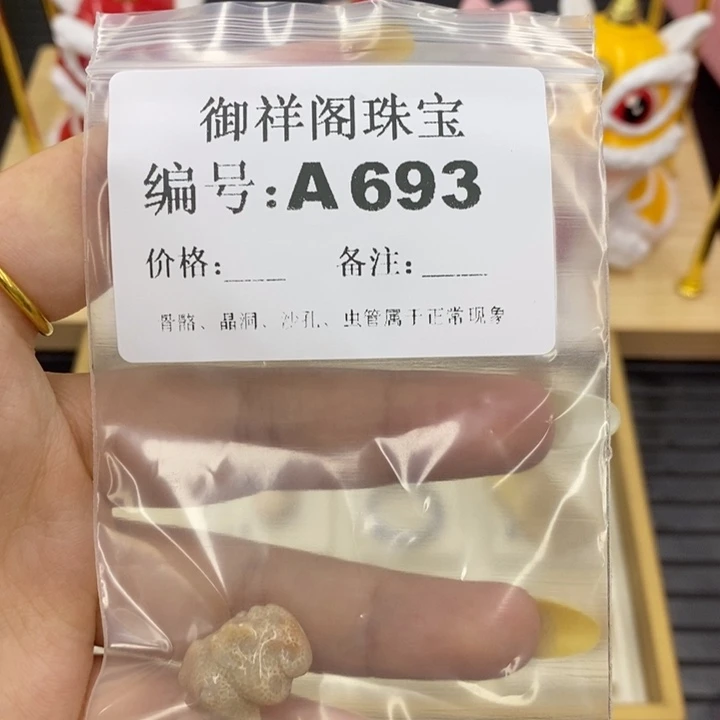 御祥阁珠宝
编号:A693
价格:____ 备注:____
骨骼、晶洞、沙孔、虫管属于正常现象